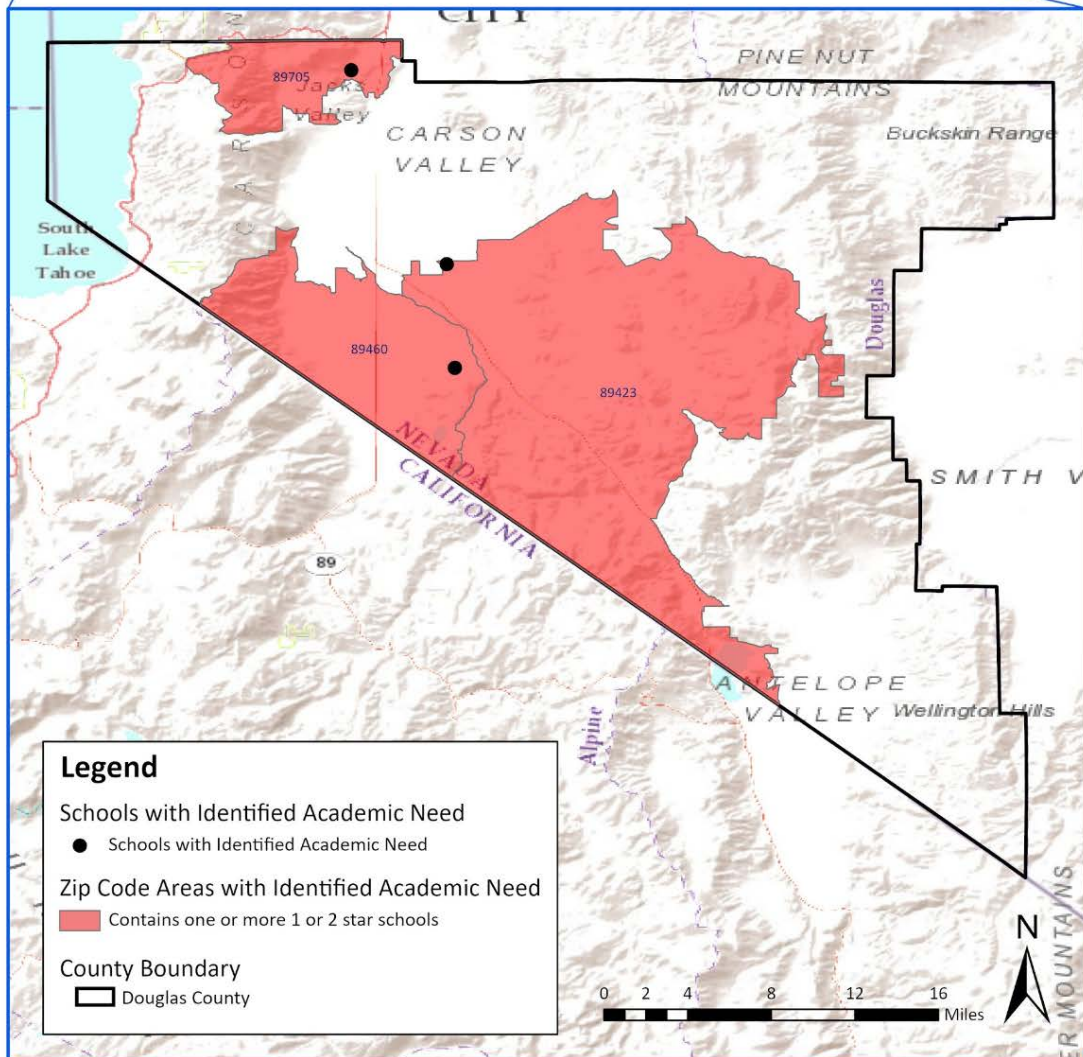 CITY
PINE NUT
MOUNTAINS
89705
Jacks
Valley
CARSON
VALLEY
Buckskin Range
CARSON
South
Lake
Tahoe
Douglas
89460
89423
NEVADA
CALIFORNIA
SMITH V
89
ANTELOPE
VALLEY
Wellington Hills
Alpine
Legend
Schools with Identified Academic Need
Schools with Identified Academic Need
Zip Code Areas with Identified Academic Need
Contains one or more 1 or 2 star schools
County Boundary
Douglas County
0 2 4 8 12 16
Miles
N
ER MOUNTAINS